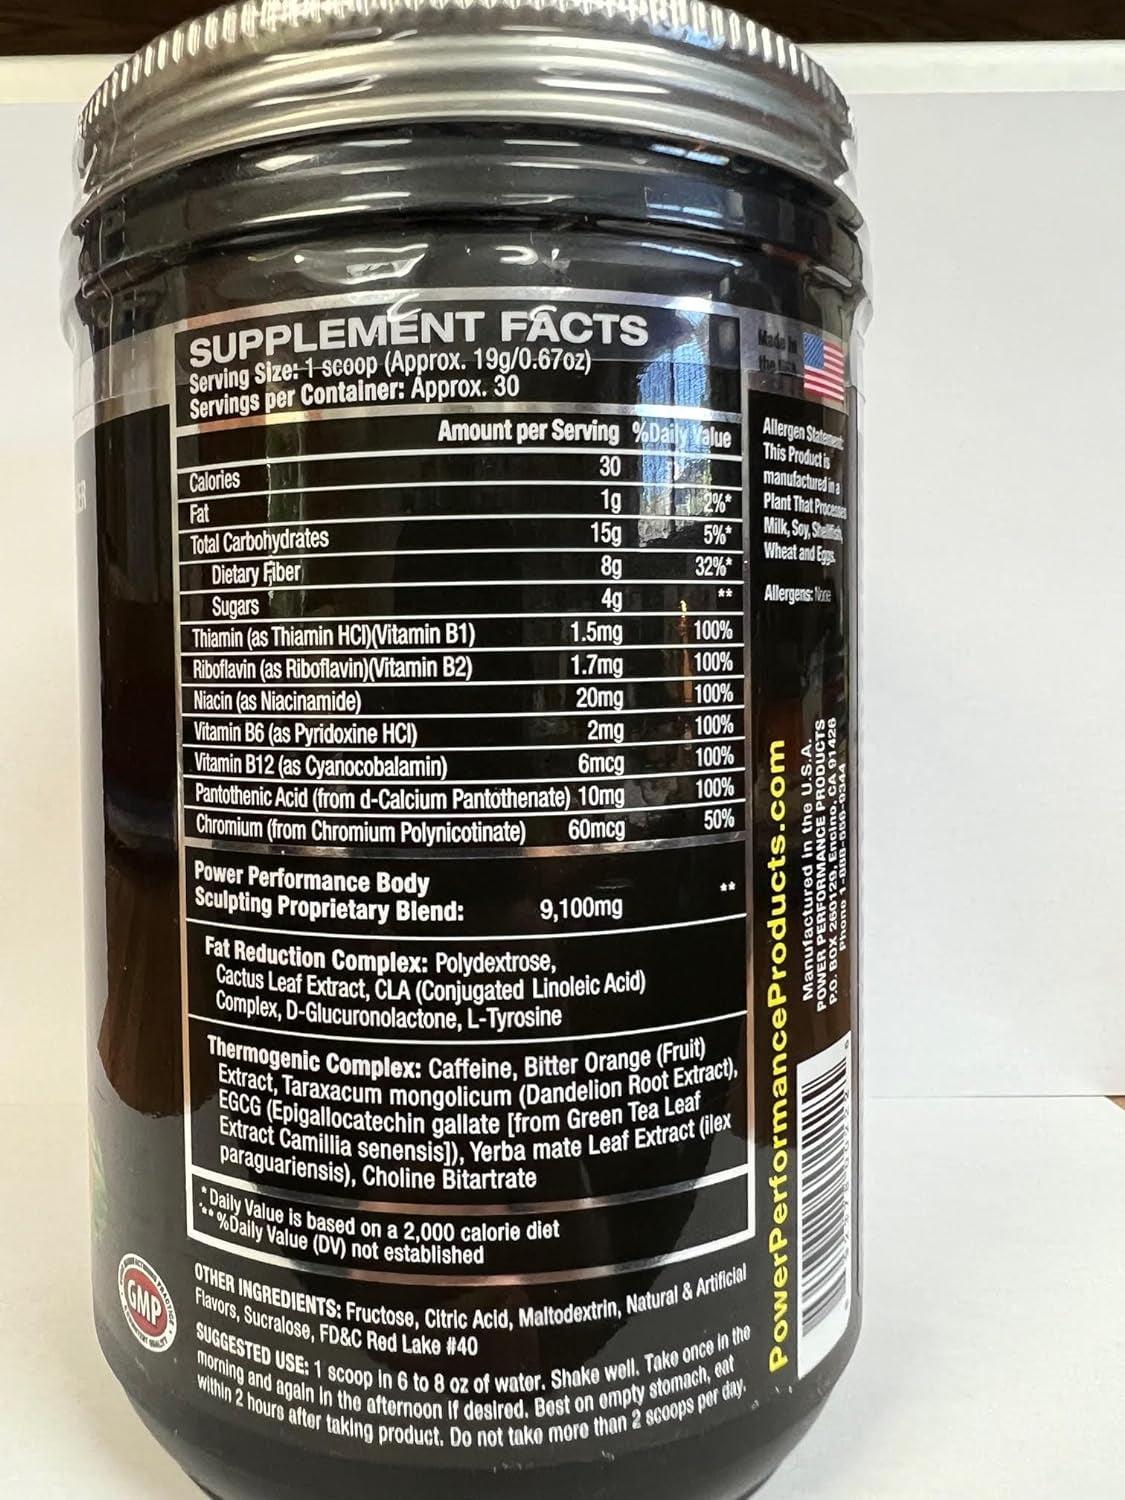 SUPPLEMENT FACTS
Serving Size: 1 scoop (Approx. 19g/0.67oz)
Servings per Container: Approx. 30
Amount per Serving %Daily Value
Calories 30
Fat 1g 2%*
Total Carbohydrates 15g 5%*
Dietary Fiber 8g 32%*
Sugars 4g **
Thiamin (as Thiamin HCl)(Vitamin B1) 1.5mg 100%
Riboflavin (as Riboflavin)(Vitamin B2) 1.7mg 100%
Niacin (as Niacinamide) 20mg 100%
Vitamin B6 (as Pyridoxine HCl) 2mg 100%
Vitamin B12 (as Cyanocobalamin) 6mcg 100%
Pantothenic Acid (from d-Calcium Pantothenate) 10mg 100%
Chromium (from Chromium Polynicotinate) 60mcg 50%
Power Performance Body
Sculpting Proprietary Blend: 9,100mg **
Fat Reduction Complex: Polydextrose,
Cactus Leaf Extract, CLA (Conjugated Linoleic Acid)
Complex, D-Glucuronolactone, L-Tyrosine
Thermogenic Complex: Caffeine, Bitter Orange (Fruit)
Extract, Taraxacum mongolicum (Dandelion Root Extract),
EGCG (Epigallocatechin gallate [from Green Tea Leaf
Extract Camillia senensis]), Yerba mate Leaf Extract (ilex
paraguariensis), Choline Bitartrate
* Daily Value is based on a 2,000 calorie diet
** %Daily Value (DV) not established
OTHER INGREDIENTS: Fructose, Citric Acid, Maltodextrin, Natural & Artificial
Flavors, Sucralose, FD&C Red Lake #40
SUGGESTED USE: 1 scoop in 6 to 8 oz of water. Shake well. Take once in the
morning and again in the afternoon if desired. Best on empty stomach, eat
within 2 hours after taking product. Do not take more than 2 scoops per day.
GMP
Made in
the USA
Allergen Statement:
This Product is
manufactured in a
Plant That Processes
Milk, Soy, Shellfish,
Wheat and Eggs.
Allergens: None
PowerPerformanceProducts.com
Manufactured in the U.S.A.
POWER PERFORMANCE PRODUCTS
P.O. BOX 260129, Encino, CA 91426
Phone